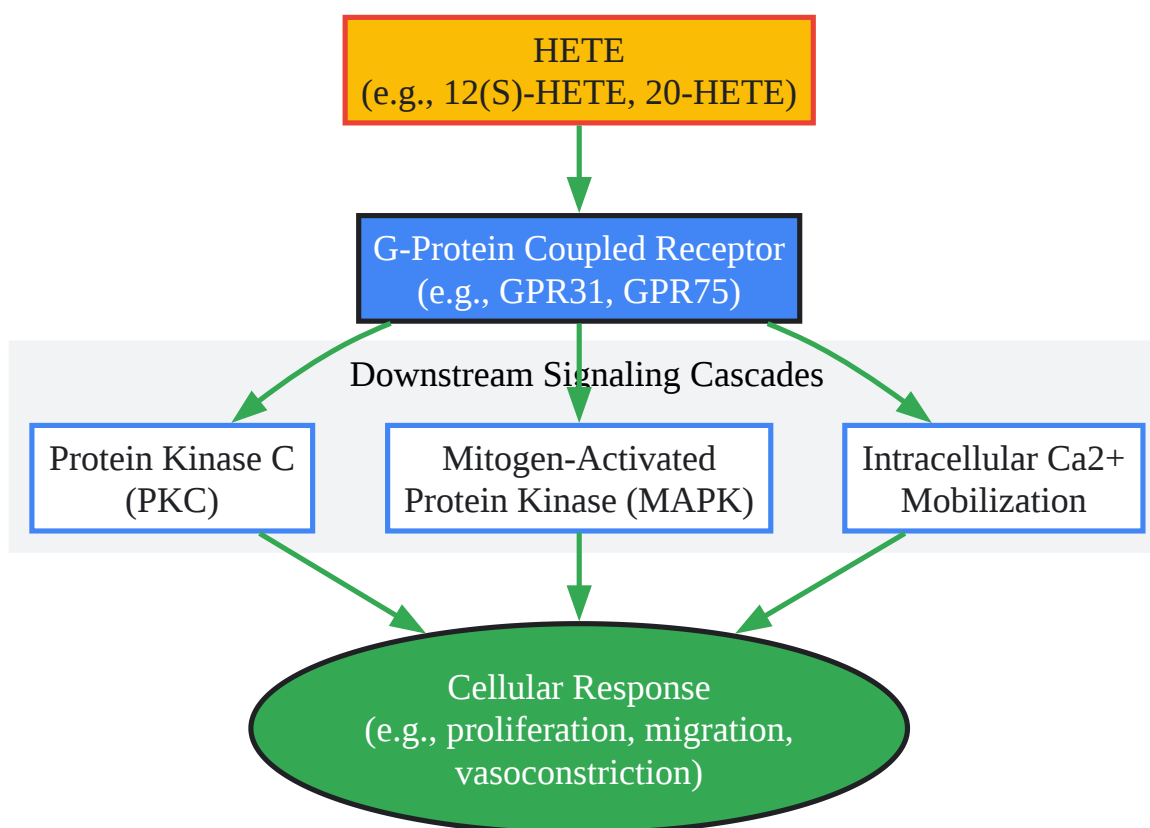 HETE
(e.g., 12(S)-HETE, 20-HETE)
G-Protein Coupled Receptor
(e.g., GPR31, GPR75)
Downstream Signaling Cascades
Protein Kinase C
(PKC)
Mitogen-Activated
Protein Kinase (MAPK)
Intracellular Ca2+
Mobilization
Cellular Response
(e.g., proliferation, migration,
vasoconstriction)